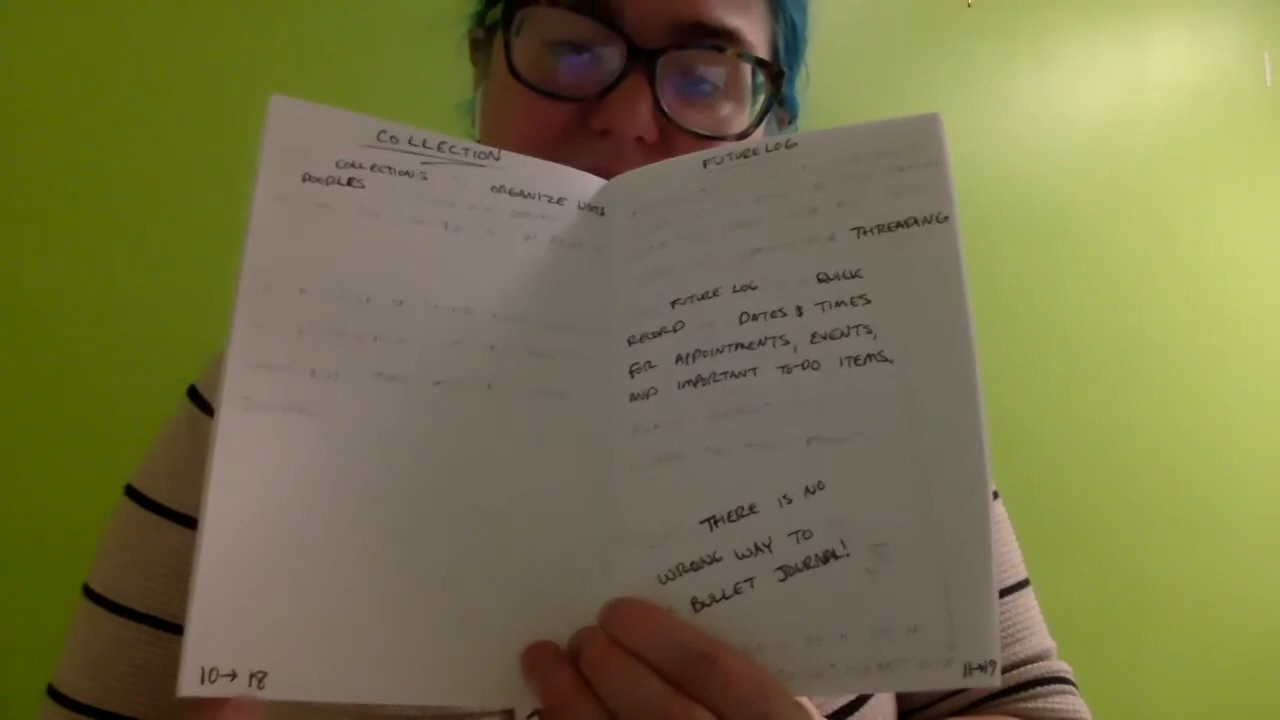 COLLECTION
COLLECTIONS
DOODLES ORGANIZE LISTS
10→18
FUTURE LOG
THREADING
FUTURE LOG QUICK
RECORD DATES & TIMES
FOR APPOINTMENTS, EVENTS,
AND IMPORTANT TO-DO ITEMS.
THERE IS NO
WRONG WAY TO
BULLET JOURNAL!
11→19